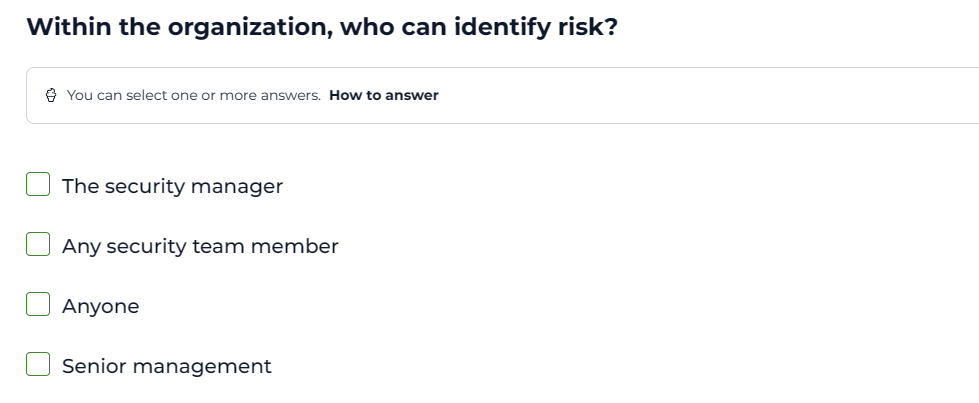 Within the organization, who can identify risk?
You can select one or more answers. How to answer
The security manager
Any security team member
Anyone
Senior management